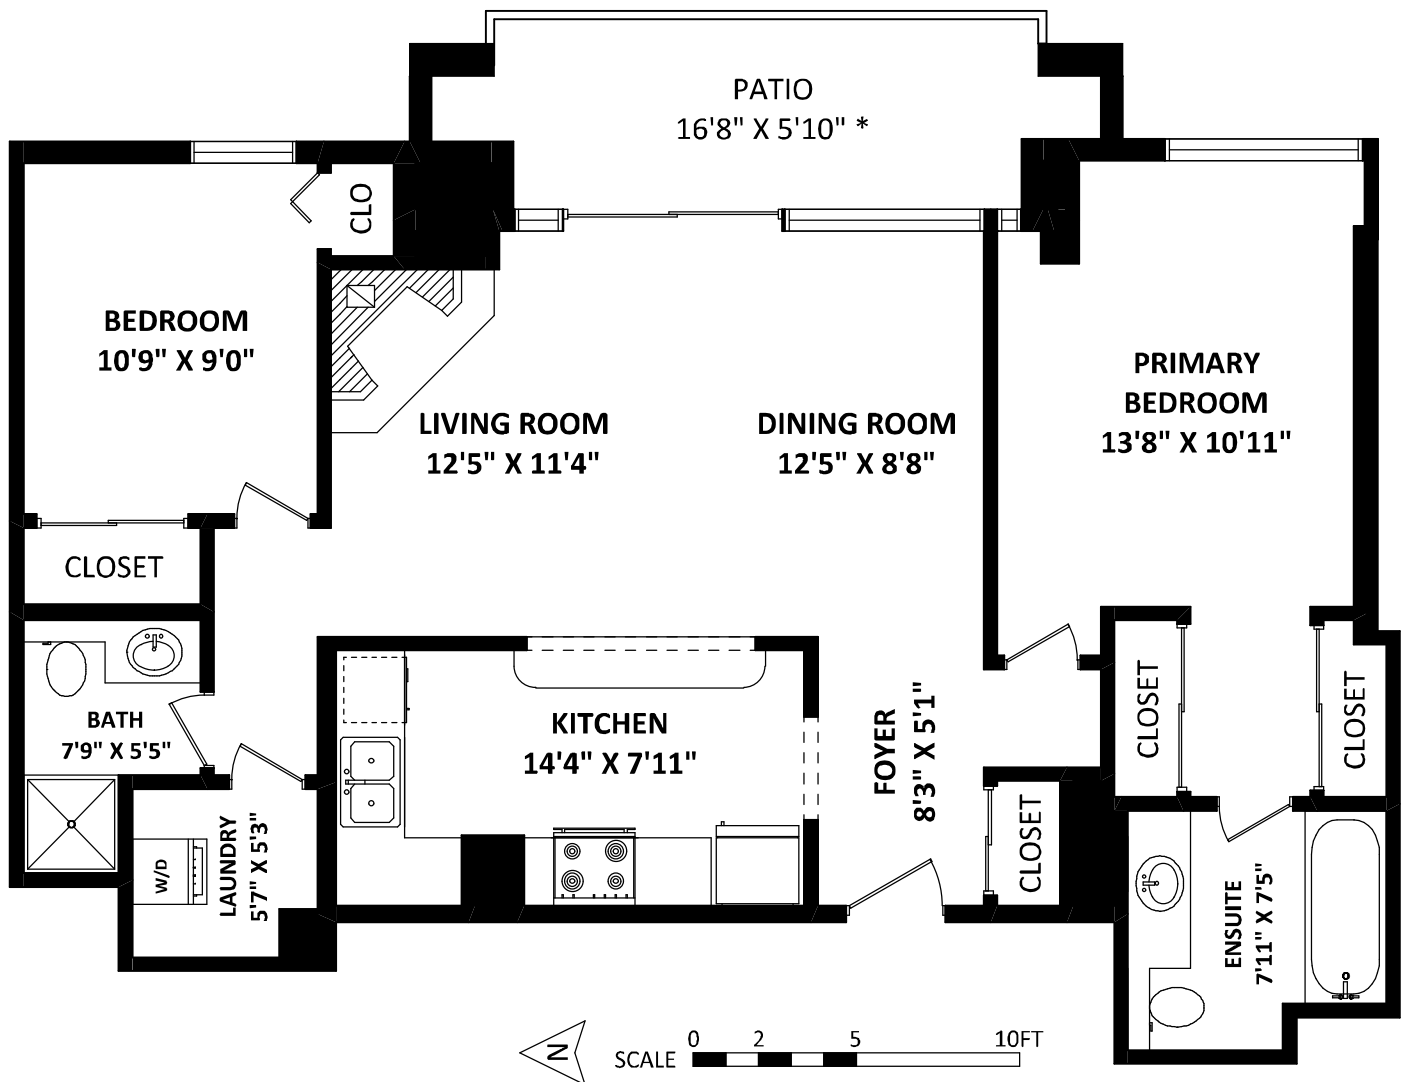 PATIO
16'8" X 5'10" *
CLO
BEDROOM
10'9" X 9'0"
PRIMARY
BEDROOM
13'8" X 10'11"
LIVING ROOM
12'5" X 11'4"
DINING ROOM
12'5" X 8'8"
CLOSET
BATH
7'9" X 5'5"
KITCHEN
14'4" X 7'11"
FOYER
8'3" X 5'1"
CLOSET
CLOSET
W/D
LAUNDRY
5'7" X 5'3"
CLOSET
ENSUITE
7'11" X 7'5"
N
SCALE
0 2 5 10FT